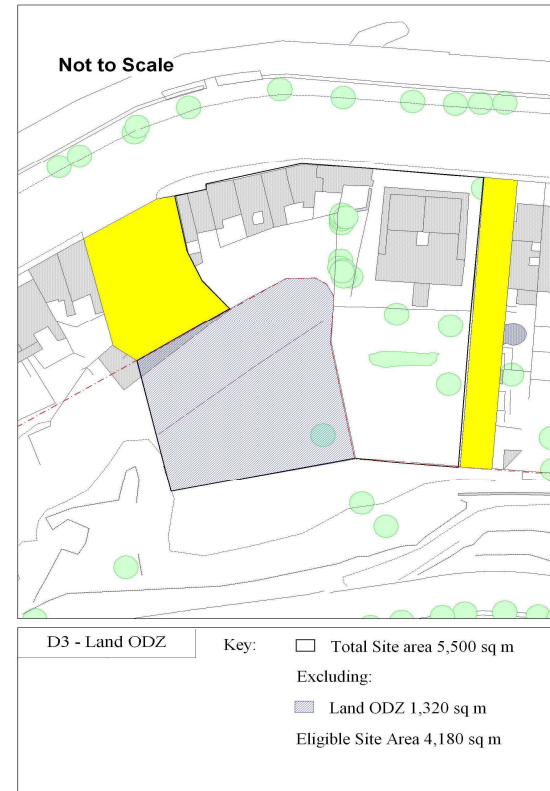 Not to Scale
D3 - Land ODZ
Key:
Total Site area 5,500 sq m
Excluding:
Land ODZ 1,320 sq m
Eligible Site Area 4,180 sq m